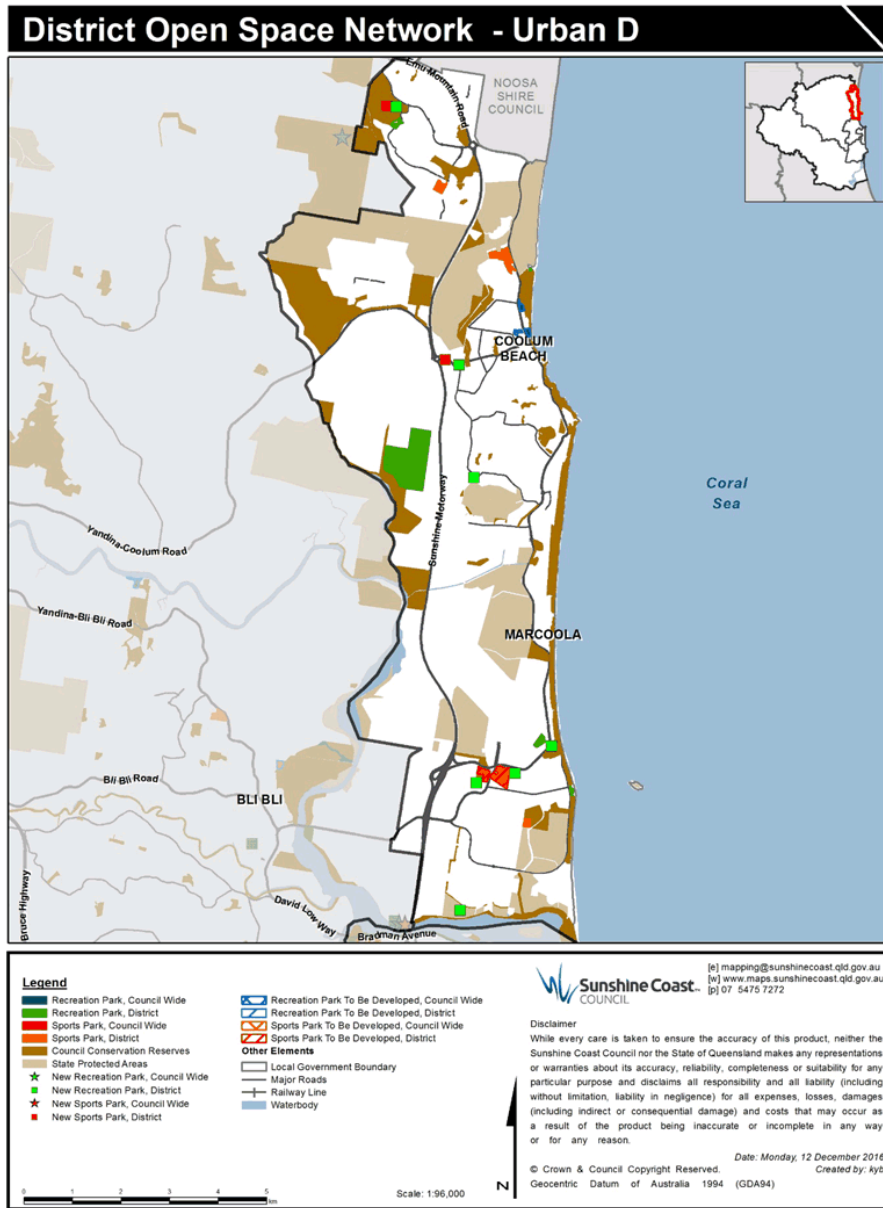 District Open Space Network - Urban D
Emu Mountain Road
NOOSA
SHIRE
COUNCIL
COOLUM
BEACH
Coral
Sea
Sunshine Motorway
Yandina-Coolum Road
Yandina-Bli Bli Road
MARCOOLA
Bli Bli Road
BLI BLI
Bruce Highway
David Low Way
Bradman Avenue
Legend
Recreation Park, Council Wide
Recreation Park, District
Sports Park, Council Wide
Sports Park, District
Council Conservation Reserves
State Protected Areas
New Recreation Park, Council Wide
New Recreation Park, District
New Sports Park, Council Wide
New Sports Park, District
Recreation Park To Be Developed, Council Wide
Recreation Park To Be Developed, District
Sports Park To Be Developed, Council Wide
Sports Park To Be Developed, District
Other Elements
Local Government Boundary
Major Roads
Railway Line
Waterbody
0 1 2 3 4 5
km
Scale: 1:96,000
N
Sunshine Coast
COUNCIL
[e] mapping@sunshinecoast.qld.gov.au
[w] www.maps.sunshinecoast.qld.gov.au
[p] 07 5475 7272
Disclaimer
While every care is taken to ensure the accuracy of this product, neither the
Sunshine Coast Council nor the State of Queensland makes any representations
or warranties about its accuracy, reliability, completeness or suitability for any
particular purpose and disclaims all responsibility and all liability (including
without limitation, liability in negligence) for all expenses, losses, damages
(including indirect or consequential damage) and costs that may occur as
a result of the product being inaccurate or incomplete in any way
or for any reason.
Date: Monday, 12 December 2016
© Crown & Council Copyright Reserved.
Created by: kyb
Geocentric Datum of Australia 1994 (GDA94)